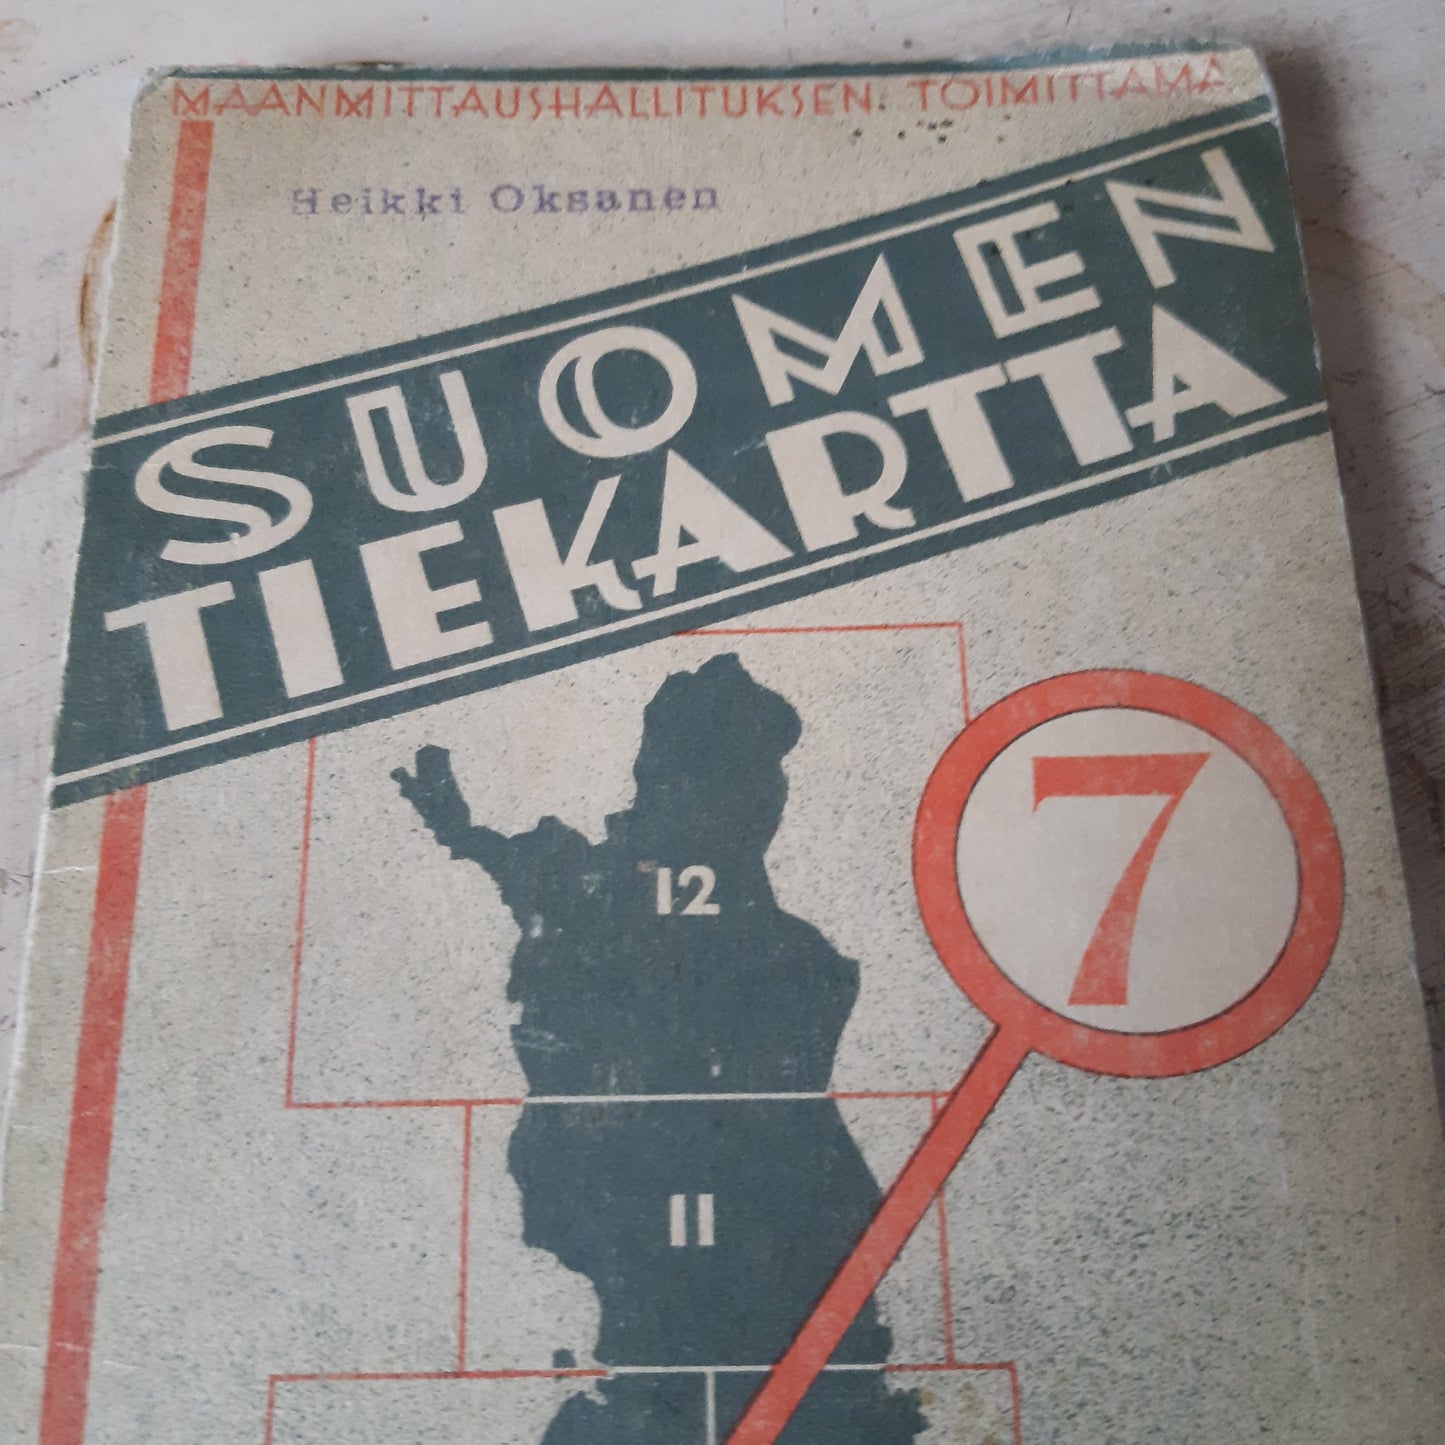 MAANMITTAUSHALLITUKSEN TOIMITTAMA
Heikki Oksanen
SUOMEN
TIEKARTTA
7
12
11